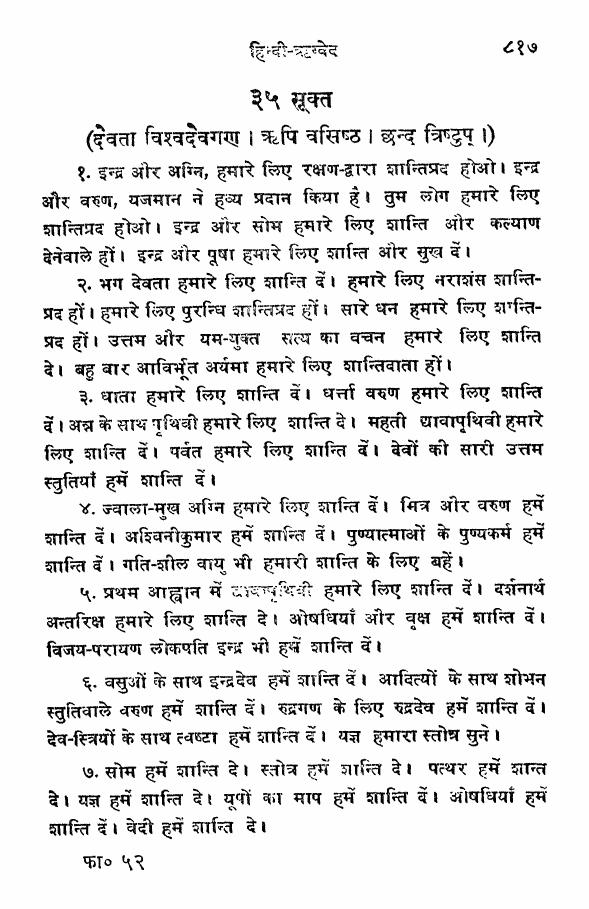 हिन्दी-ऋग्वेद ८१७
३५ सूक्त
(देवता विश्वदेवगण । ऋषि वसिष्ठ । छन्द त्रिष्टुप् ।)
१. इन्द्र और अग्नि, हमारे लिए रक्षण-द्वारा शान्तिप्रद होओ। इन्द्र
और वरुण, यजमान ने हव्य प्रदान किया है। तुम लोग हमारे लिए
शान्तिप्रद होओ। इन्द्र और सोम हमारे लिए शान्ति और कल्याण
देनेवाले हों। इन्द्र और पूषा हमारे लिए शान्ति और सुख दें।
२. भग देवता हमारे लिए शान्ति दें। हमारे लिए नराशंस शान्ति-
प्रद हों। हमारे लिए पुरन्धि शान्तिप्रद हों। सारे धन हमारे लिए शान्ति-
प्रद हों। उत्तम और यम-युक्त सत्य का वचन हमारे लिए शान्ति
दे। बहु बार आविर्भूत अर्यमा हमारे लिए शान्तिदाता हों।
३. धाता हमारे लिए शान्ति दें। धर्त्ता वरुण हमारे लिए शान्ति
दें। अन्न के साथ पृथिवी हमारे लिए शान्ति दे। महती द्यावापृथिवी हमारे
लिए शान्ति दें। पर्वत हमारे लिए शान्ति दें। देवों की सारी उत्तम
स्तुतियाँ हमें शान्ति दें।
४. ज्वाला-मुख अग्नि हमारे लिए शान्ति दें। मित्र और वरुण हमें
शान्ति दें। अश्विनीकुमार हमें शान्ति दें। पुण्यात्माओं के पुण्यकर्म हमें
शान्ति दें। गति-शील वायु भी हमारी शान्ति के लिए बहें।
५. प्रथम आह्वान में द्यावापृथिवी हमारे लिए शान्ति दें। दर्शनार्थ
अन्तरिक्ष हमारे लिए शान्ति दे। ओषधियाँ और वृक्ष हमें शान्ति दें।
विजय-परायण लोकपति इन्द्र भी हमें शान्ति दें।
६. वसुओं के साथ इन्द्रदेव हमें शान्ति दें। आदित्यों के साथ शोभन
स्तुतिवाले वरुण हमें शान्ति दें। रुद्रगण के लिए रुद्रदेव हमें शान्ति दें।
देव-स्त्रियों के साथ त्वष्टा हमें शान्ति दें। यज्ञ हमारा स्तोत्र सुने।
७. सोम हमें शान्ति दे। स्तोत्र हमें शान्ति दे। पत्थर हमें शान्त
दे। यज्ञ हमें शान्ति दे। यूपों का माप हमें शान्ति दें। ओषधियाँ हमें
शान्ति दें। वेदी हमें शान्ति दे।
फा० ५२